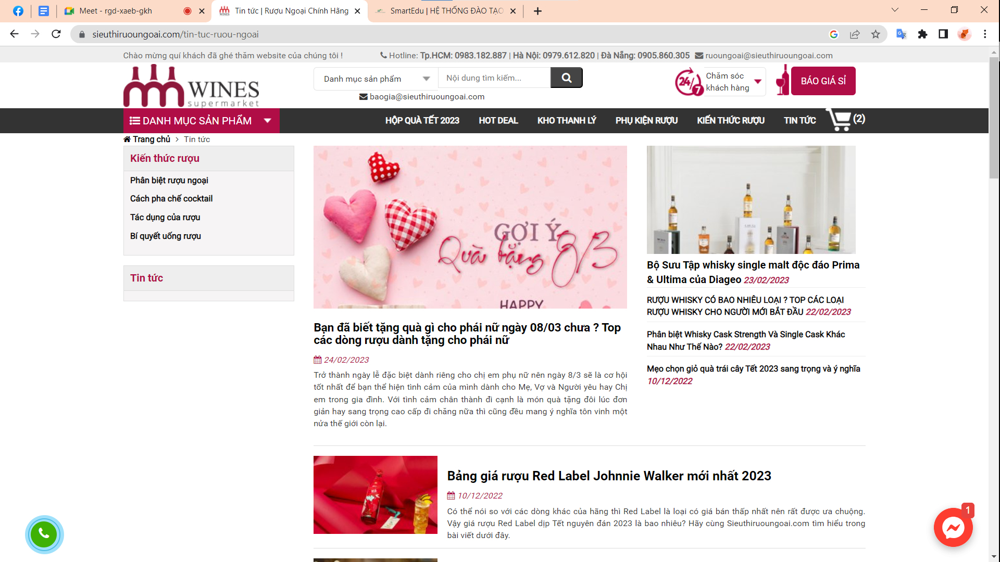 Meet - rgd-xaeb-gkh
Tin tức | Rượu Ngoại Chính Hãng
SmartEdu | HỆ THỐNG ĐÀO TẠO
sieuthiruoungoai.com/tin-tuc-ruou-ngoai
Chào mừng quí khách đã ghé thăm website của chúng tôi !
Hotline: Tp.HCM: 0983.182.887 | Hà Nội: 0979.612.820 | Đà Nẵng: 0905.860.305 ruoungoai@sieuthiruoungoai.com
WINES
supermarket
Danh mục sản phẩm
Nội dung tìm kiếm...
baogia@sieuthiruoungoai.com
24/7
Chăm sóc
khách hàng
BÁO GIÁ SỈ
DANH MỤC SẢN PHẨM
HỘP QUÀ TẾT 2023
HOT DEAL
KHO THANH LÝ
PHỤ KIỆN RƯỢU
KIẾN THỨC RƯỢU
TIN TỨC
(2)
Trang chủ > Tin tức
Kiến thức rượu
Phân biệt rượu ngoại
Cách pha chế cocktail
Tác dụng của rượu
Bí quyết uống rượu
Tin tức
GỢI Ý
Quà tặng 8/3
HAPPY
Bạn đã biết tặng quà gì cho phái nữ ngày 08/03 chưa ? Top
các dòng rượu dành tặng cho phái nữ
24/02/2023
Trở thành ngày lễ đặc biệt dành riêng cho chị em phụ nữ nên ngày 8/3 sẽ là cơ hội
tốt nhất để bạn thể hiện tình cảm của mình dành cho Mẹ, Vợ và Người yêu hay Chị
em trong gia đình. Với tình cảm chân thành đi cạnh là món quà tặng đôi lúc đơn
giản hay sang trọng cao cấp đi chăng nữa thì cũng đều mang ý nghĩa tôn vinh một
nửa thế giới còn lại.
Bộ Sưu Tập whisky single malt độc đáo Prima
& Ultima của Diageo 23/02/2023
RƯỢU WHISKY CÓ BAO NHIÊU LOẠI ? TOP CÁC LOẠI
RƯỢU WHISKY CHO NGƯỜI MỚI BẮT ĐẦU 22/02/2023
Phân biệt Whisky Cask Strength Và Single Cask Khác
Nhau Như Thế Nào? 22/02/2023
Mẹo chọn giỏ quà trái cây Tết 2023 sang trọng và ý nghĩa
10/12/2022
Bảng giá rượu Red Label Johnnie Walker mới nhất 2023
10/12/2022
Có thể nói so với các dòng khác của hãng thì Red Label là loại có giá bán thấp nhất nên rất được ưa chuộng.
Vậy giá rượu Red Label dịp Tết nguyên đán 2023 là bao nhiêu? Hãy cùng Sieuthiruoungoai.com tìm hiểu trong
bài viết dưới đây.
1